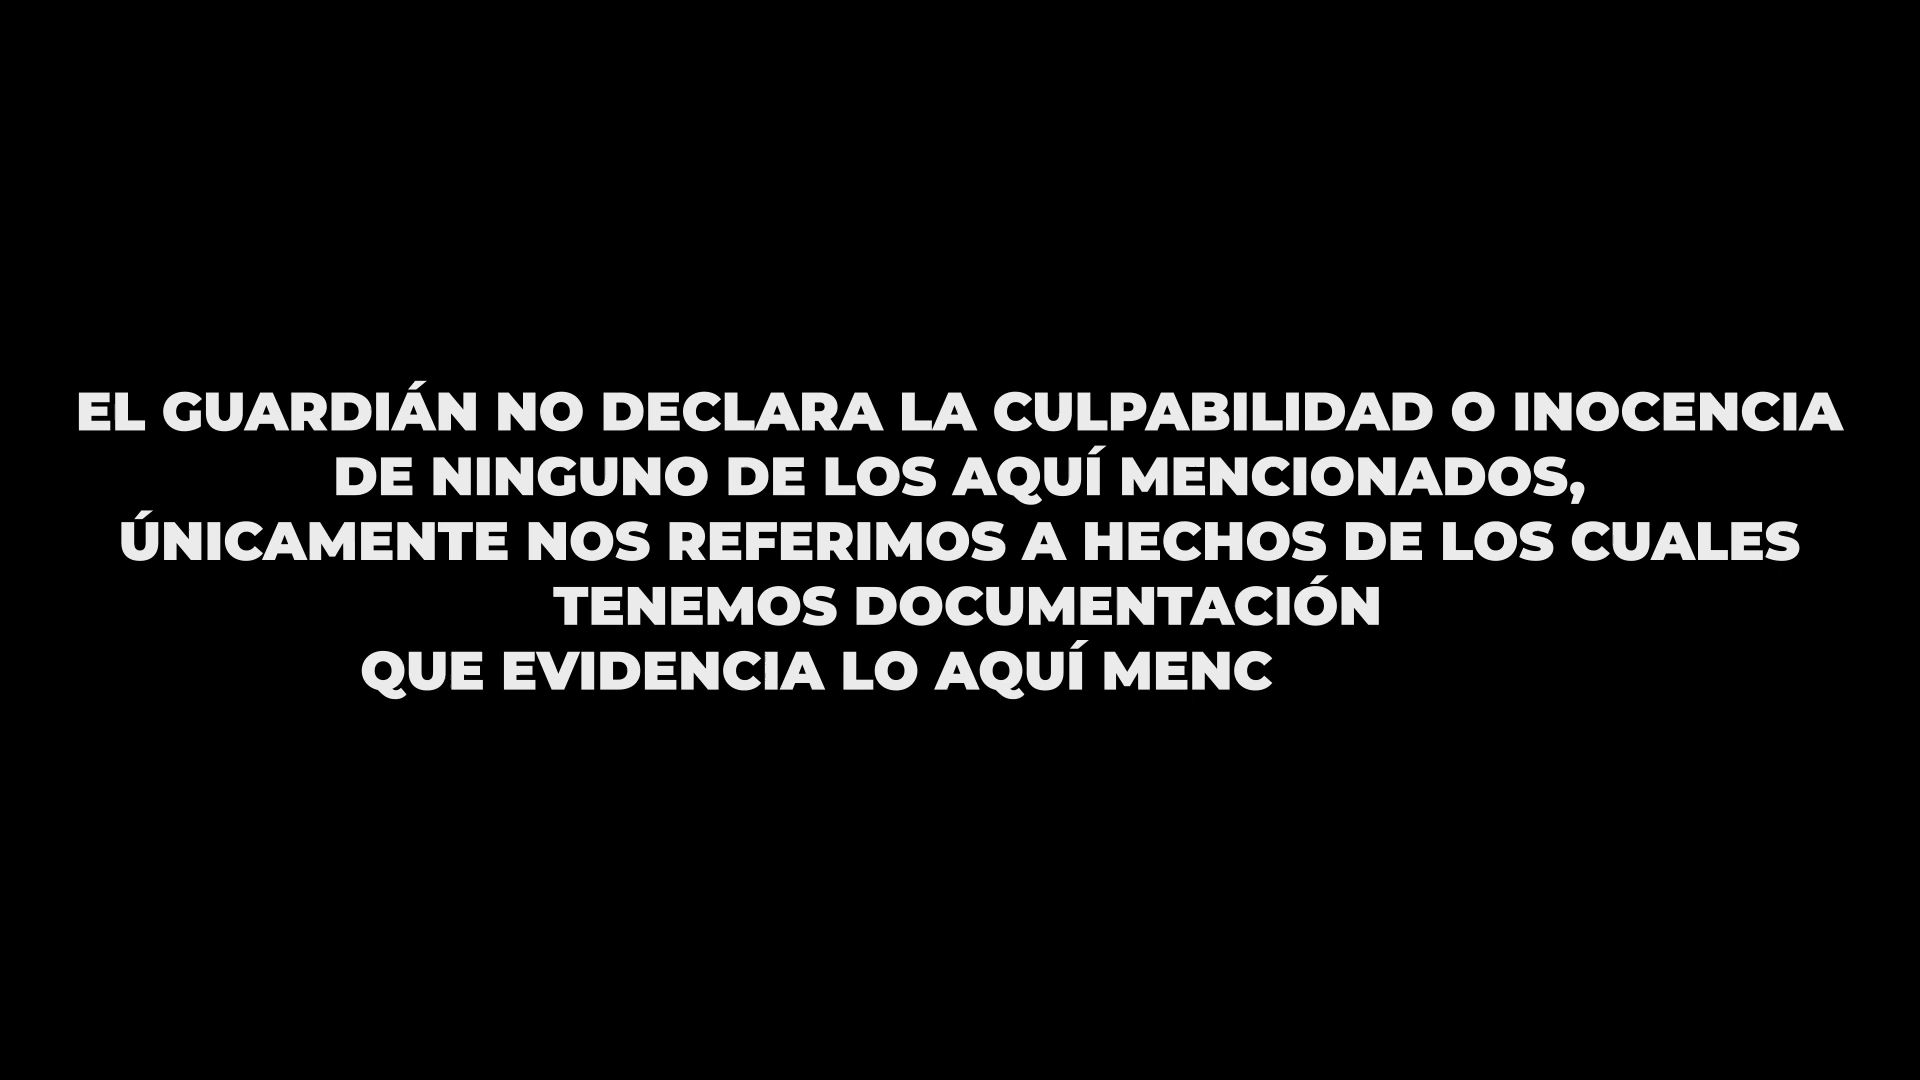 EL GUARDIÁN NO DECLARA LA CULPABILIDAD O INOCENCIA
DE NINGUNO DE LOS AQUÍ MENCIONADOS,
ÚNICAMENTE NOS REFERIMOS A HECHOS DE LOS CUALES
TENEMOS DOCUMENTACIÓN
QUE EVIDENCIA LO AQUÍ MENC